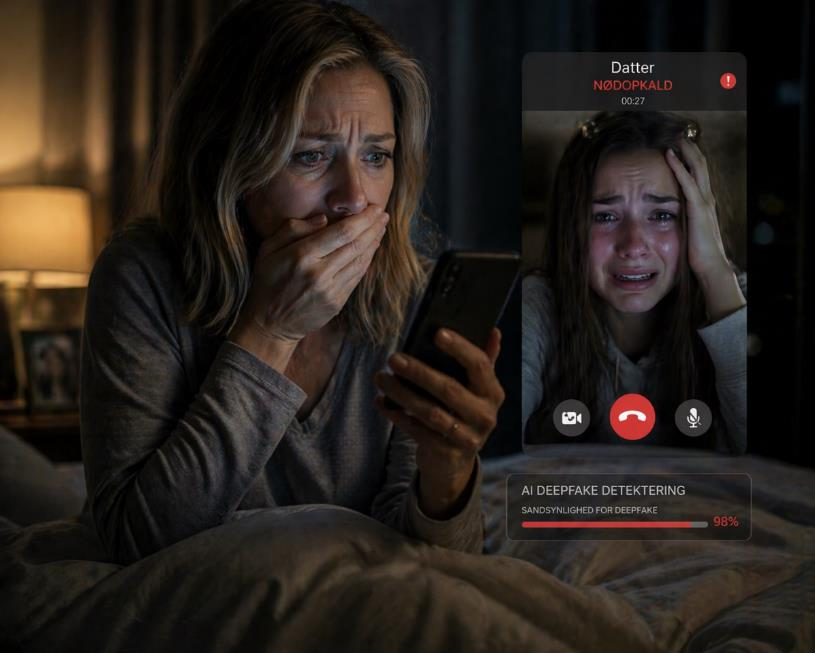 Datter
NØDOPKALD
00:27
!
AI DEEPFAKE DETEKTERING
SANDSYNLIGHED FOR DEEPFAKE
98%